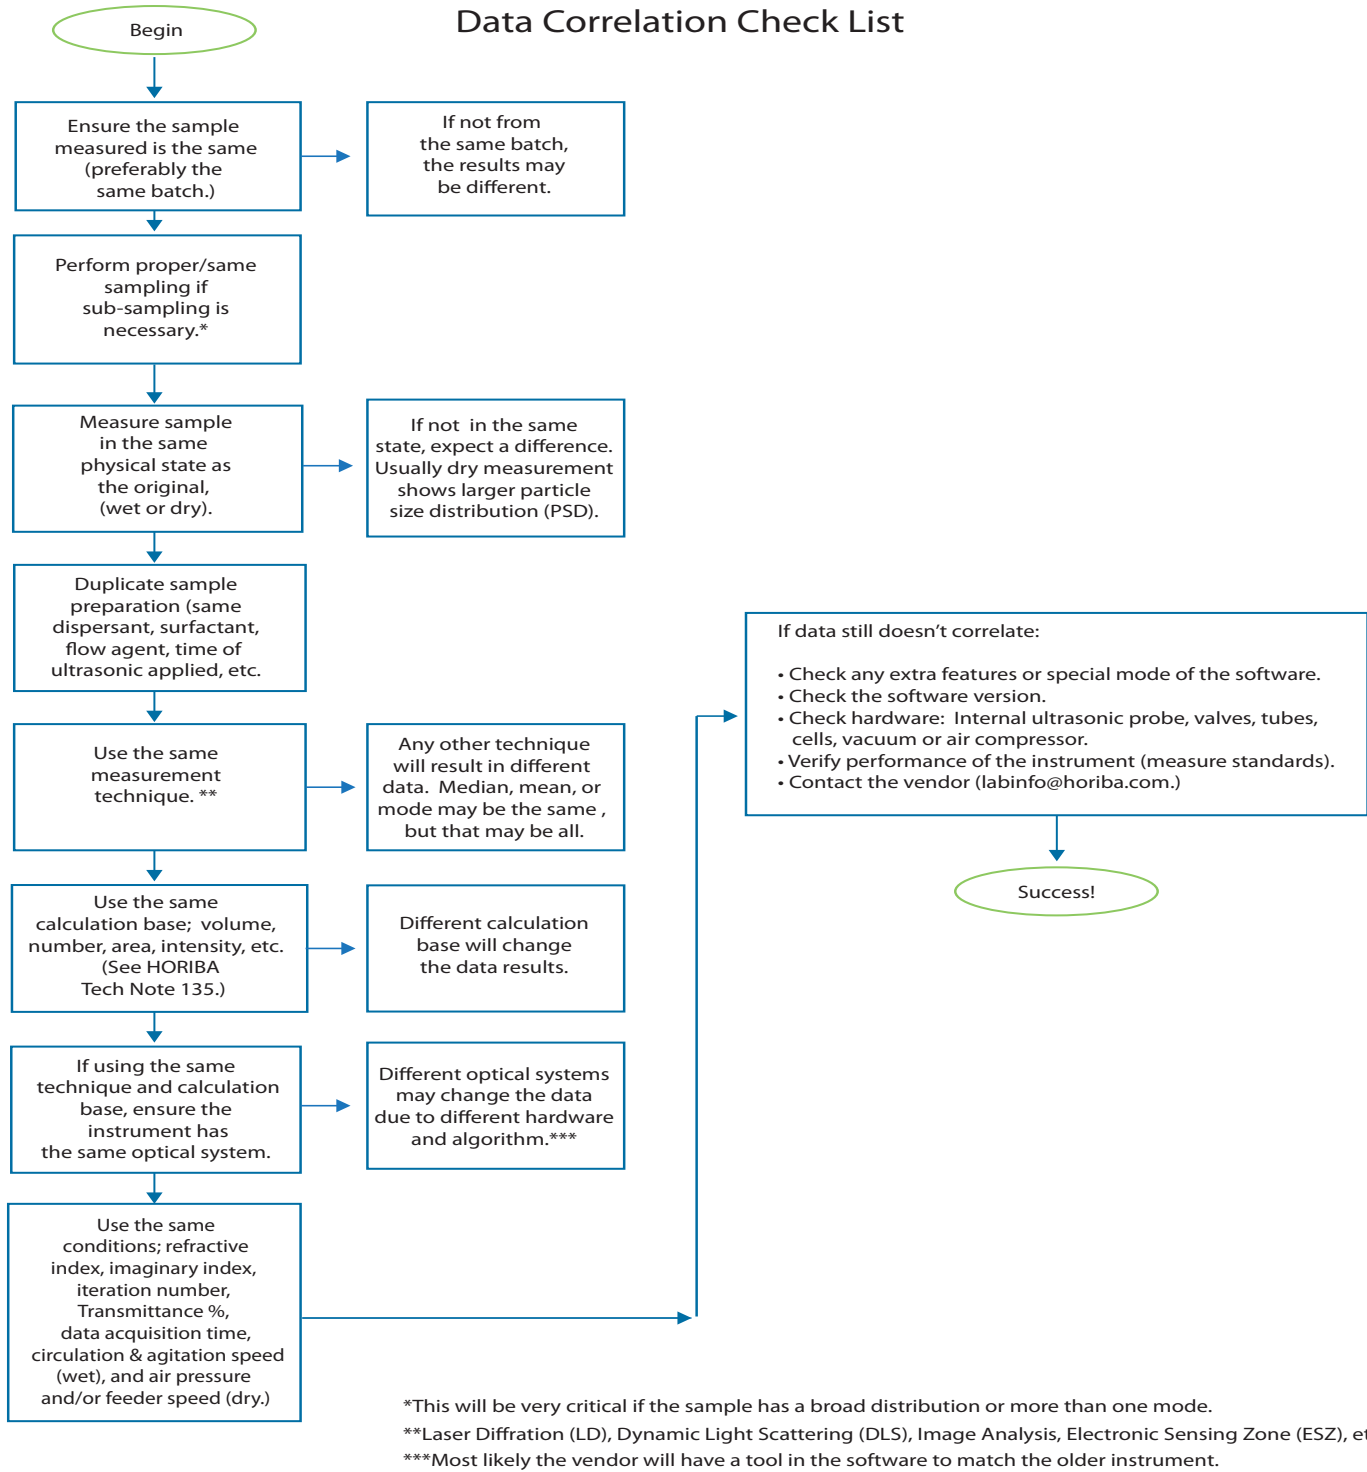 Data Correlation Check List
Begin
Ensure the sample
measured is the same
(preferably the
same batch.)
If not from
the same batch,
the results may
be different.
Perform proper/same
sampling if
sub-sampling is
necessary.*
Measure sample
in the same
physical state as
the original,
(wet or dry).
If not in the same
state, expect a difference.
Usually dry measurement
shows larger particle
size distribution (PSD).
Duplicate sample
preparation (same
dispersant, surfactant,
flow agent, time of
ultrasonic applied, etc.
Use the same
measurement
technique. **
Any other technique
will result in different
data. Median, mean, or
mode may be the same ,
but that may be all.
Use the same
calculation base; volume,
number, area, intensity, etc.
(See HORIBA
Tech Note 135.)
Different calculation
base will change
the data results.
If using the same
technique and calculation
base, ensure the
instrument has
the same optical system.
Different optical systems
may change the data
due to different hardware
and algorithm.***
Use the same
conditions; refractive
index, imaginary index,
iteration number,
Transmittance %,
data acquisition time,
circulation & agitation speed
(wet), and air pressure
and/or feeder speed (dry.)
If data still doesn't correlate:
• Check any extra features or special mode of the software.
• Check the software version.
• Check hardware: Internal ultrasonic probe, valves, tubes,
cells, vacuum or air compressor.
• Verify performance of the instrument (measure standards).
• Contact the vendor (labinfo@horiba.com.)
Success!
*This will be very critical if the sample has a broad distribution or more than one mode.
**Laser Diffration (LD), Dynamic Light Scattering (DLS), Image Analysis, Electronic Sensing Zone (ESZ), et
***Most likely the vendor will have a tool in the software to match the older instrument.